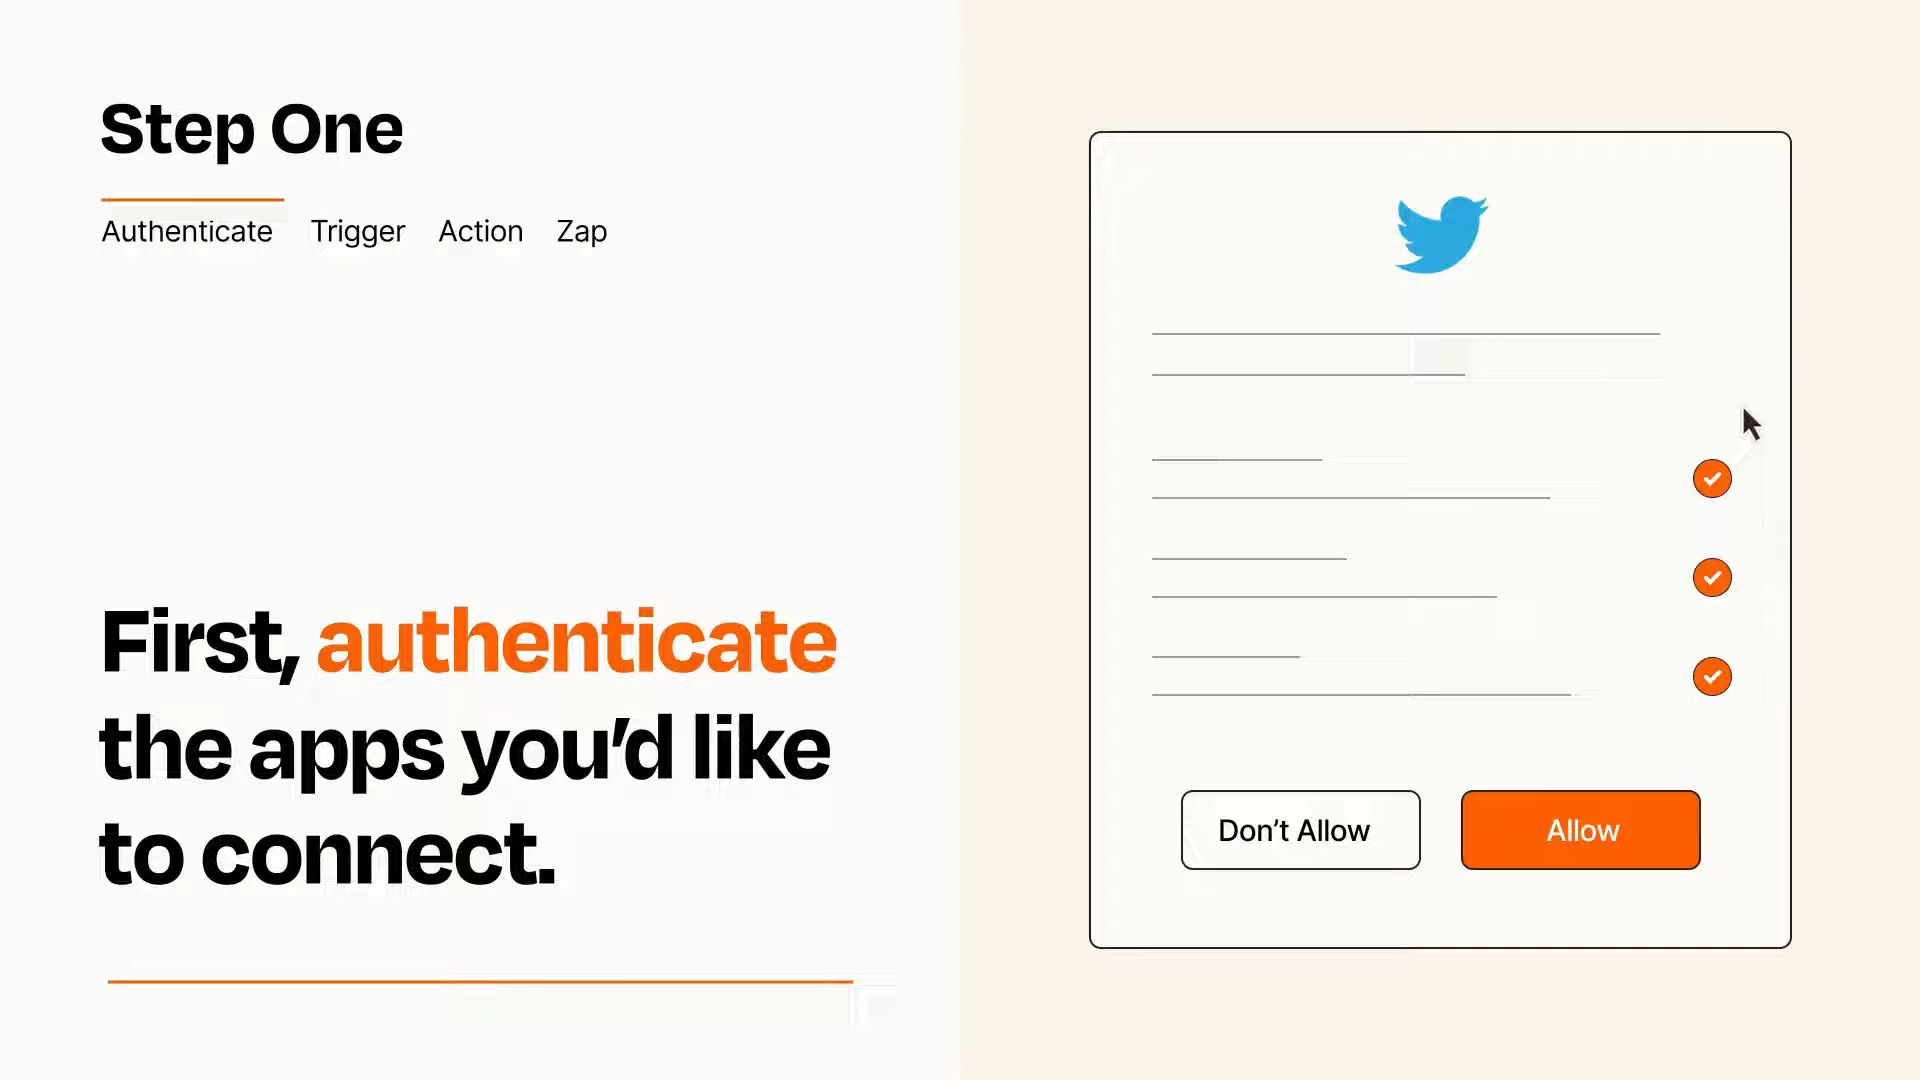 Step One
Authenticate Trigger Action Zap
First, authenticate
the apps you’d like
to connect.
Don’t Allow
Allow